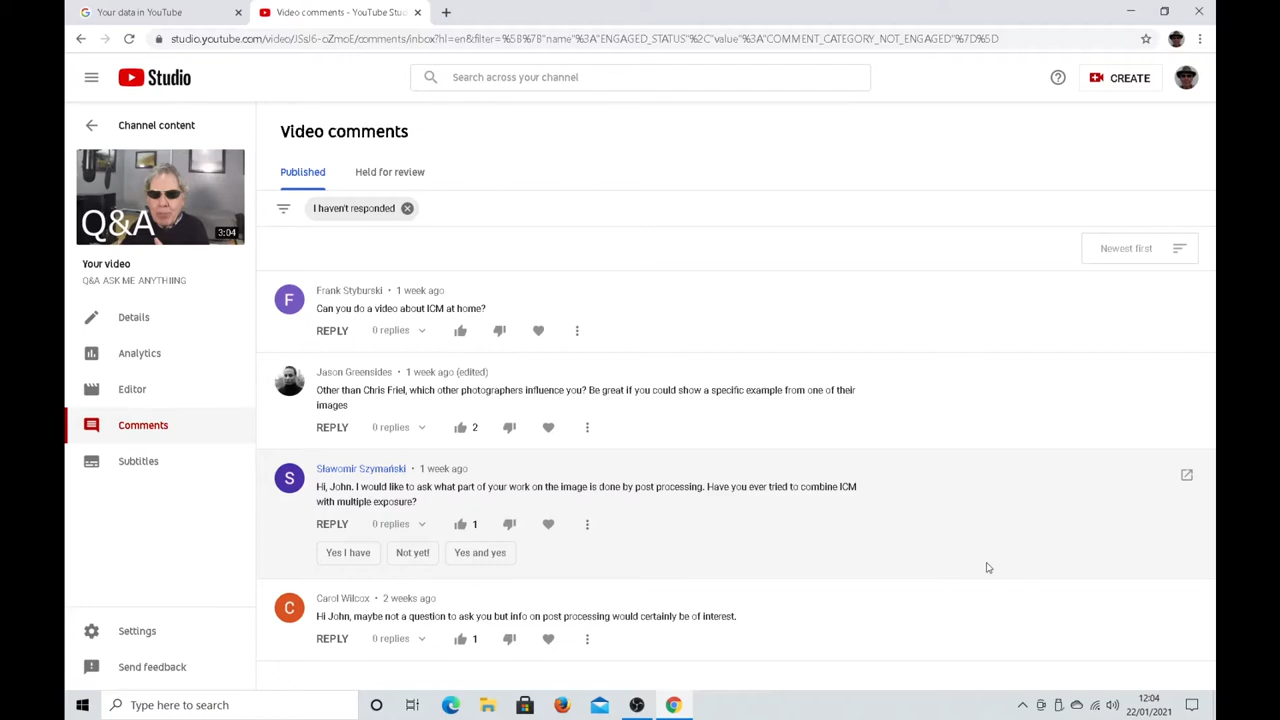 Your data in YouTube
Video comments - YouTube Stud
studio.youtube.com/video/JSsJ6-oZmoE/comments/inbox?hl=en&filter=%5B%7B"name"%3A"ENGAGED_STATUS"%2C"value"%3A"COMMENT_CATEGORY_NOT_ENGAGED"%7D%5D
Studio
Search across your channel
CREATE
Channel content
Q&A
3:04
Your video
Q&A ASK ME ANYTHIING
Details
Analytics
Editor
Comments
Subtitles
Settings
Send feedback
Video comments
Published
Held for review
I haven't responded
Newest first
F
Frank Styburski • 1 week ago
Can you do a video about ICM at home?
REPLY 0 replies
Jason Greensides • 1 week ago (edited)
Other than Chris Friel, which other photographers influence you? Be great if you could show a specific example from one of their
images
REPLY 0 replies 2
S
Sławomir Szymański • 1 week ago
Hi, John. I would like to ask what part of your work on the image is done by post processing. Have you ever tried to combine ICM
with multiple exposure?
REPLY 0 replies 1
Yes I have Not yet! Yes and yes
C
Carol Wilcox • 2 weeks ago
Hi John, maybe not a question to ask you but info on post processing would certainly be of interest.
REPLY 0 replies 1
Type here to search
12:04
22/01/2021